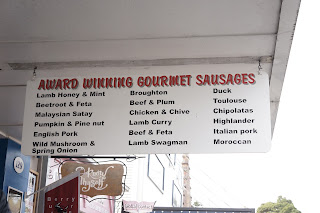 AWARD WINNING GOURMET SAUSAGES
Lamb Honey & Mint
Beetroot & Feta
Malaysian Satay
Pumpkin & Pine nut
English Pork
Wild Mushroom &
Spring Onion
Broughton
Beef & Plum
Chicken & Chive
Lamb Curry
Beef & Feta
Lamb Swagman
Duck
Toulouse
Chipolatas
Highlander
Italian pork
Moroccan